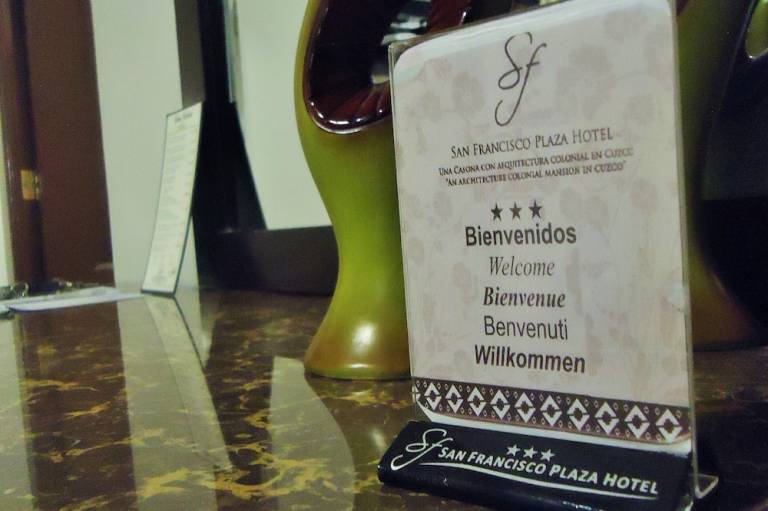 Sf
SAN FRANCISCO PLAZA HOTEL
UNA CASONA CON ARQUITECTURA COLONIAL EN CUZCO
"AN ARCHITECTURE COLONIAL MANSION IN CUZCO"
★★★
Bienvenidos
Welcome
Bienvenue
Benvenuti
Willkommen
★★★
Sf SAN FRANCISCO PLAZA HOTEL